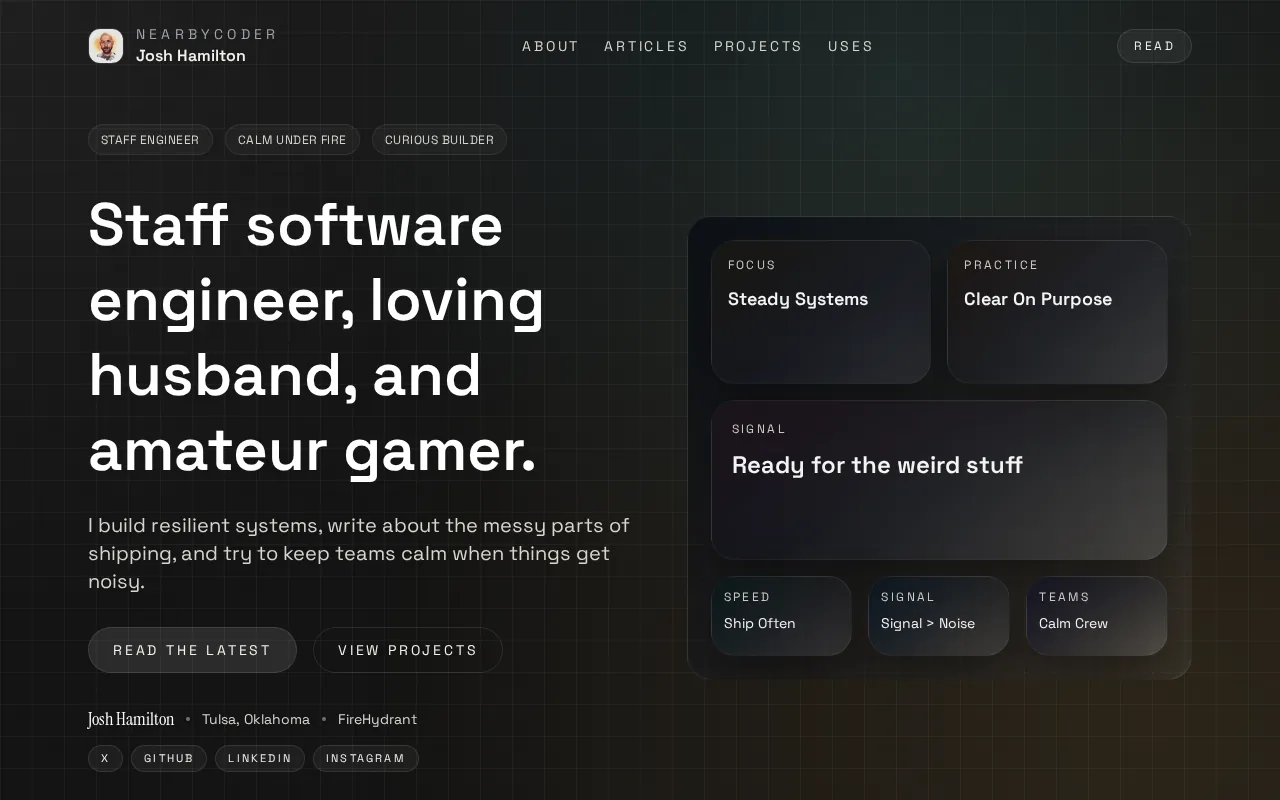 NEARBYCODER
Josh Hamilton
ABOUT
ARTICLES
PROJECTS
USES
READ
STAFF ENGINEER
CALM UNDER FIRE
CURIOUS BUILDER
Staff software
engineer, loving
husband, and
amateur gamer.
I build resilient systems, write about the messy parts of
shipping, and try to keep teams calm when things get
noisy.
READ THE LATEST
VIEW PROJECTS
Josh Hamilton • Tulsa, Oklahoma • FireHydrant
X
GITHUB
LINKEDIN
INSTAGRAM
FOCUS
Steady Systems
PRACTICE
Clear On Purpose
SIGNAL
Ready for the weird stuff
SPEED
Ship Often
SIGNAL
Signal > Noise
TEAMS
Calm Crew